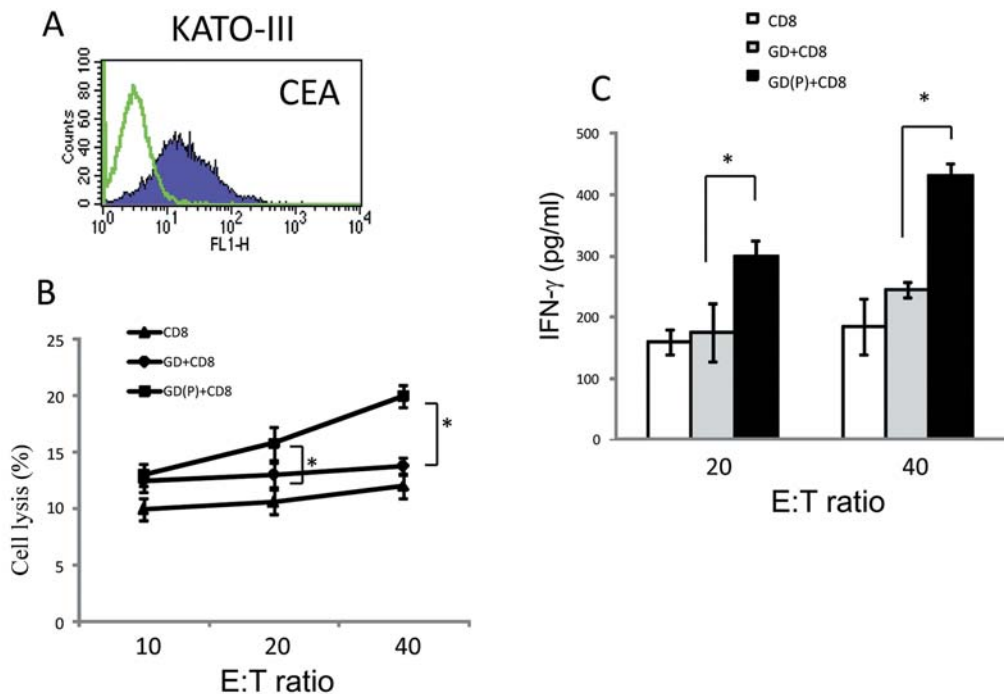 A
KATO-III
CEA
Counts
100
80
60
40
20
0
10^0 10^1 10^2 10^3 10^4
FL1-H
B
CD8
GD+CD8
GD(P)+CD8
Cell lysis (%)
25
20
15
10
5
0
*
*
10 20 40
E:T ratio
C
CD8
GD+CD8
GD(P)+CD8
IFN-γ (pg/ml)
500
400
300
200
100
0
*
*
20 40
E:T ratio